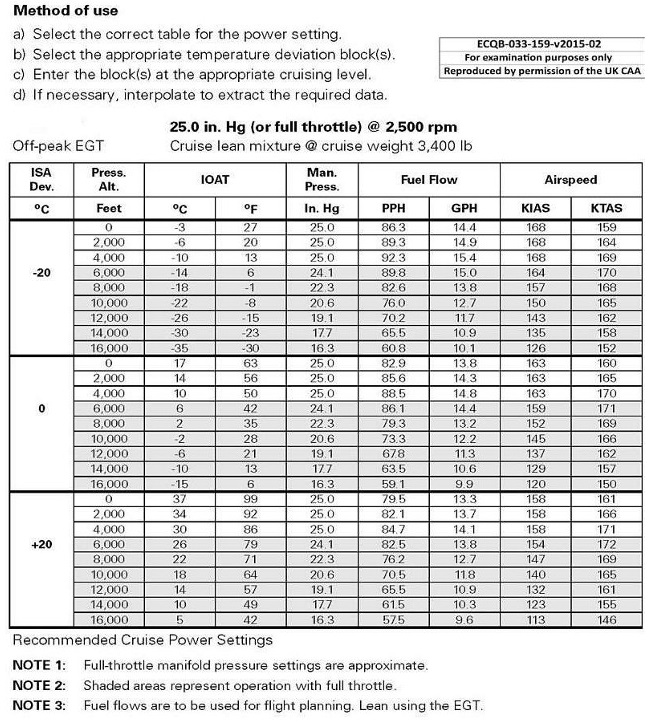 Method of use
a) Select the correct table for the power setting.
b) Select the appropriate temperature deviation block(s).
c) Enter the block(s) at the appropriate cruising level.
d) If necessary, interpolate to extract the required data.
ECQB-033-159-v2015-02
For examination purposes only
Reproduced by permission of the UK CAA
25.0 in. Hg (or full throttle) @ 2,500 rpm
Off-peak EGT Cruise lean mixture @ cruise weight 3,400 lb
ISA Dev. Press. Alt. IOAT Man. Press. Fuel Flow Airspeed
ºC Feet ºC ºF In. Hg PPH GPH KIAS KTAS
-20
0 -3 27 25.0 86.3 14.4 168 159
2,000 -6 20 25.0 89.3 14.9 168 164
4,000 -10 13 25.0 92.3 15.4 168 169
6,000 -14 6 24.1 89.8 15.0 164 170
8,000 -18 -1 22.3 82.6 13.8 157 168
10,000 -22 -8 20.6 76.0 12.7 150 165
12,000 -26 -15 19.1 70.2 11.7 143 162
14,000 -30 -23 17.7 65.5 10.9 135 158
16,000 -35 -30 16.3 60.8 10.1 126 152
0
0 17 63 25.0 82.9 13.8 163 160
2,000 14 56 25.0 85.6 14.3 163 165
4,000 10 50 25.0 88.5 14.8 163 170
6,000 6 42 24.1 86.1 14.4 159 171
8,000 2 35 22.3 79.3 13.2 152 169
10,000 -2 28 20.6 73.3 12.2 145 166
12,000 -6 21 19.1 67.8 11.3 137 162
14,000 -10 13 17.7 63.5 10.6 129 157
16,000 -15 6 16.3 59.1 9.9 120 150
+20
0 37 99 25.0 79.5 13.3 158 161
2,000 34 92 25.0 82.1 13.7 158 166
4,000 30 86 25.0 84.7 14.1 158 171
6,000 26 79 24.1 82.5 13.8 154 172
8,000 22 71 22.3 76.2 12.7 147 169
10,000 18 64 20.6 70.5 11.8 140 165
12,000 14 57 19.1 65.5 10.9 132 161
14,000 10 49 17.7 61.5 10.3 123 155
16,000 5 42 16.3 57.5 9.6 113 146
Recommended Cruise Power Settings
NOTE 1: Full-throttle manifold pressure settings are approximate.
NOTE 2: Shaded areas represent operation with full throttle.
NOTE 3: Fuel flows are to be used for flight planning. Lean using the EGT.